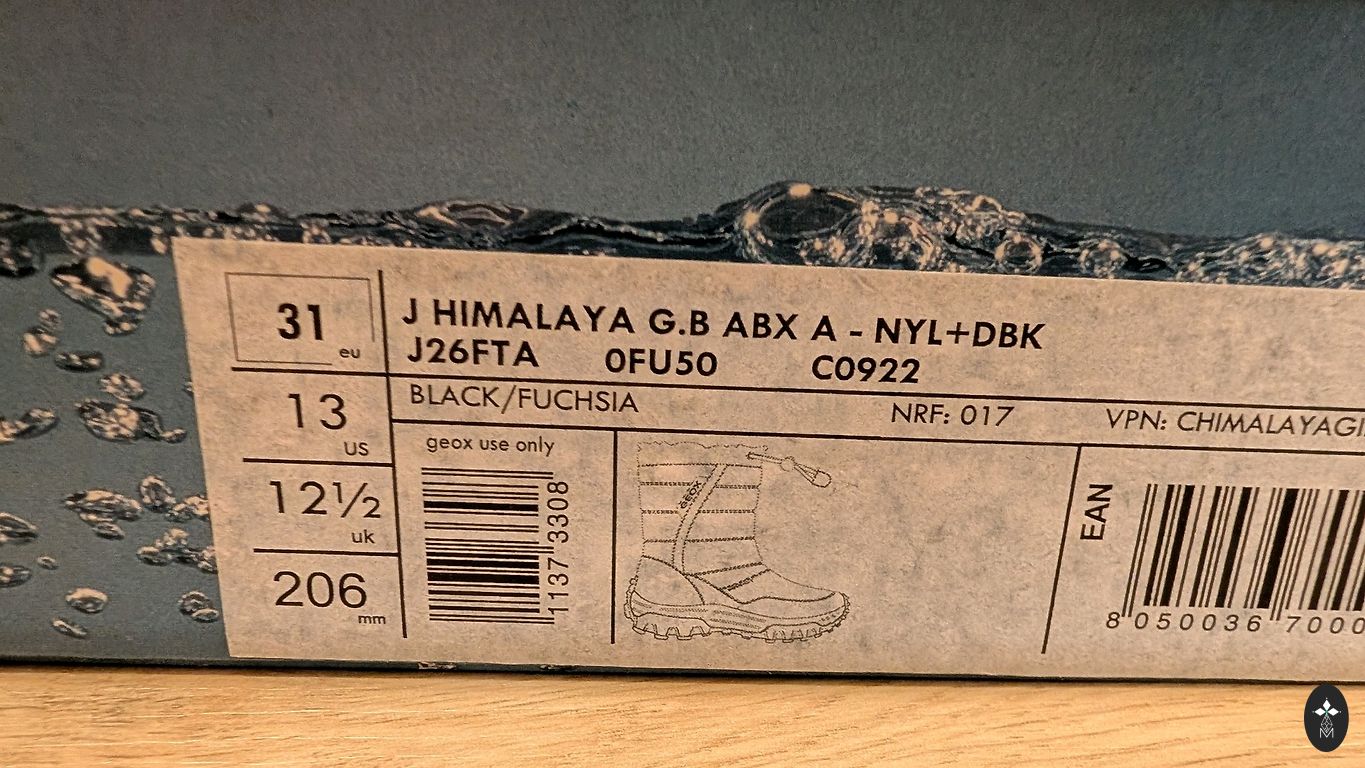 31 eu
J HIMALAYA G.B ABX A - NYL+DBK
J26FTA 0FU50 C0922
13 US
BLACK/FUCHSIA NRF: 017 VPN: CHIMALAYAGI
geox use only
12½ uk
206 mm
1137 3308
GEOX
EAN
8 050036 7000
M